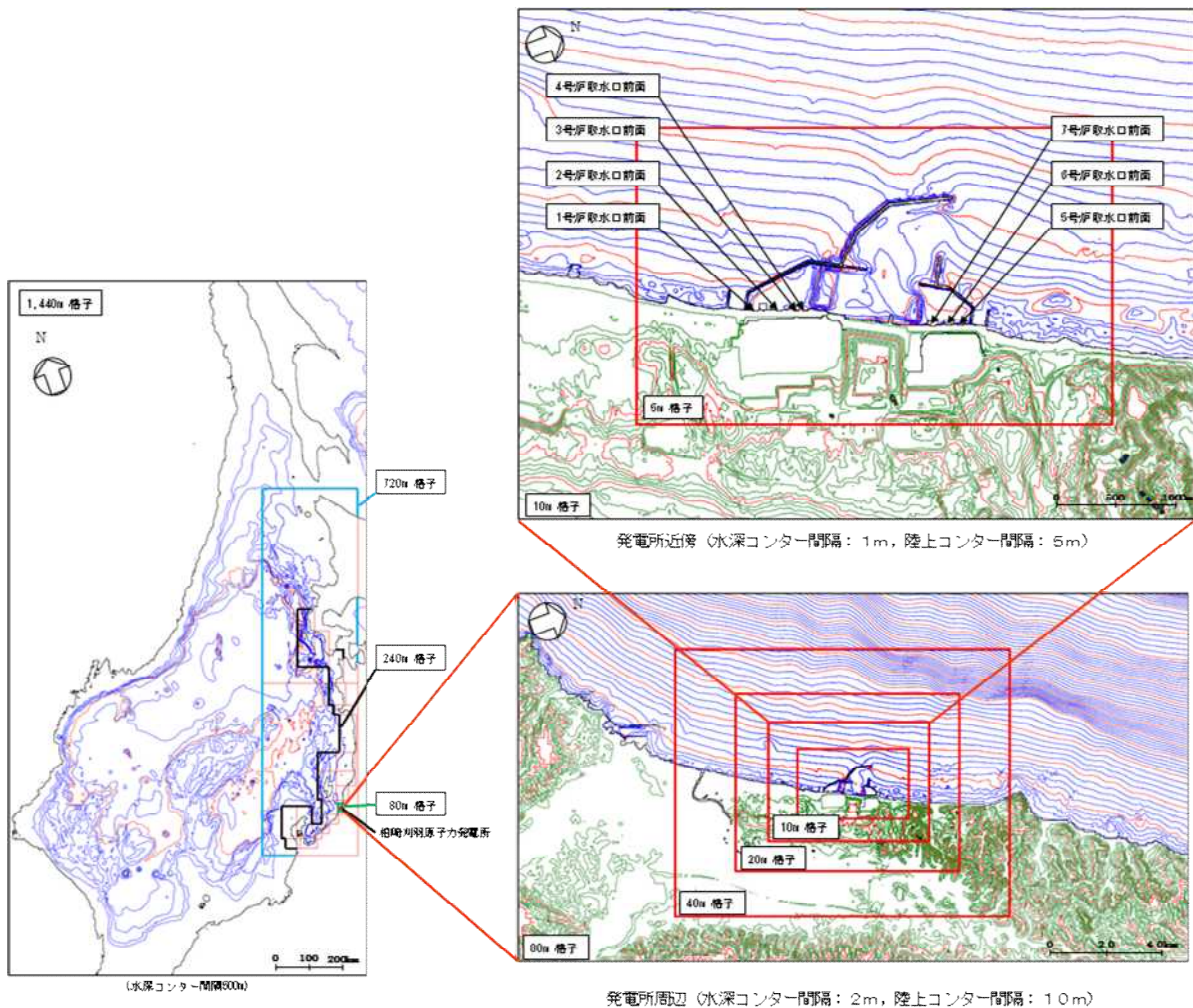 1,440m 格子
N
720m 格子
240m 格子
80m 格子
柏崎刈羽原子力発電所
0 100 200km
(水深コンター間隔500m)
N
4号炉取水口前面
3号炉取水口前面
2号炉取水口前面
1号炉取水口前面
7号炉取水口前面
6号炉取水口前面
5号炉取水口前面
5m 格子
10m 格子
0 500 1000m
発電所近傍（水深コンター間隔：1m，陸上コンター間隔：5m）
N
10m 格子
20m 格子
40m 格子
80m 格子
0 2.0 4.0km
発電所周辺（水深コンター間隔：2m，陸上コンター間隔：10m）